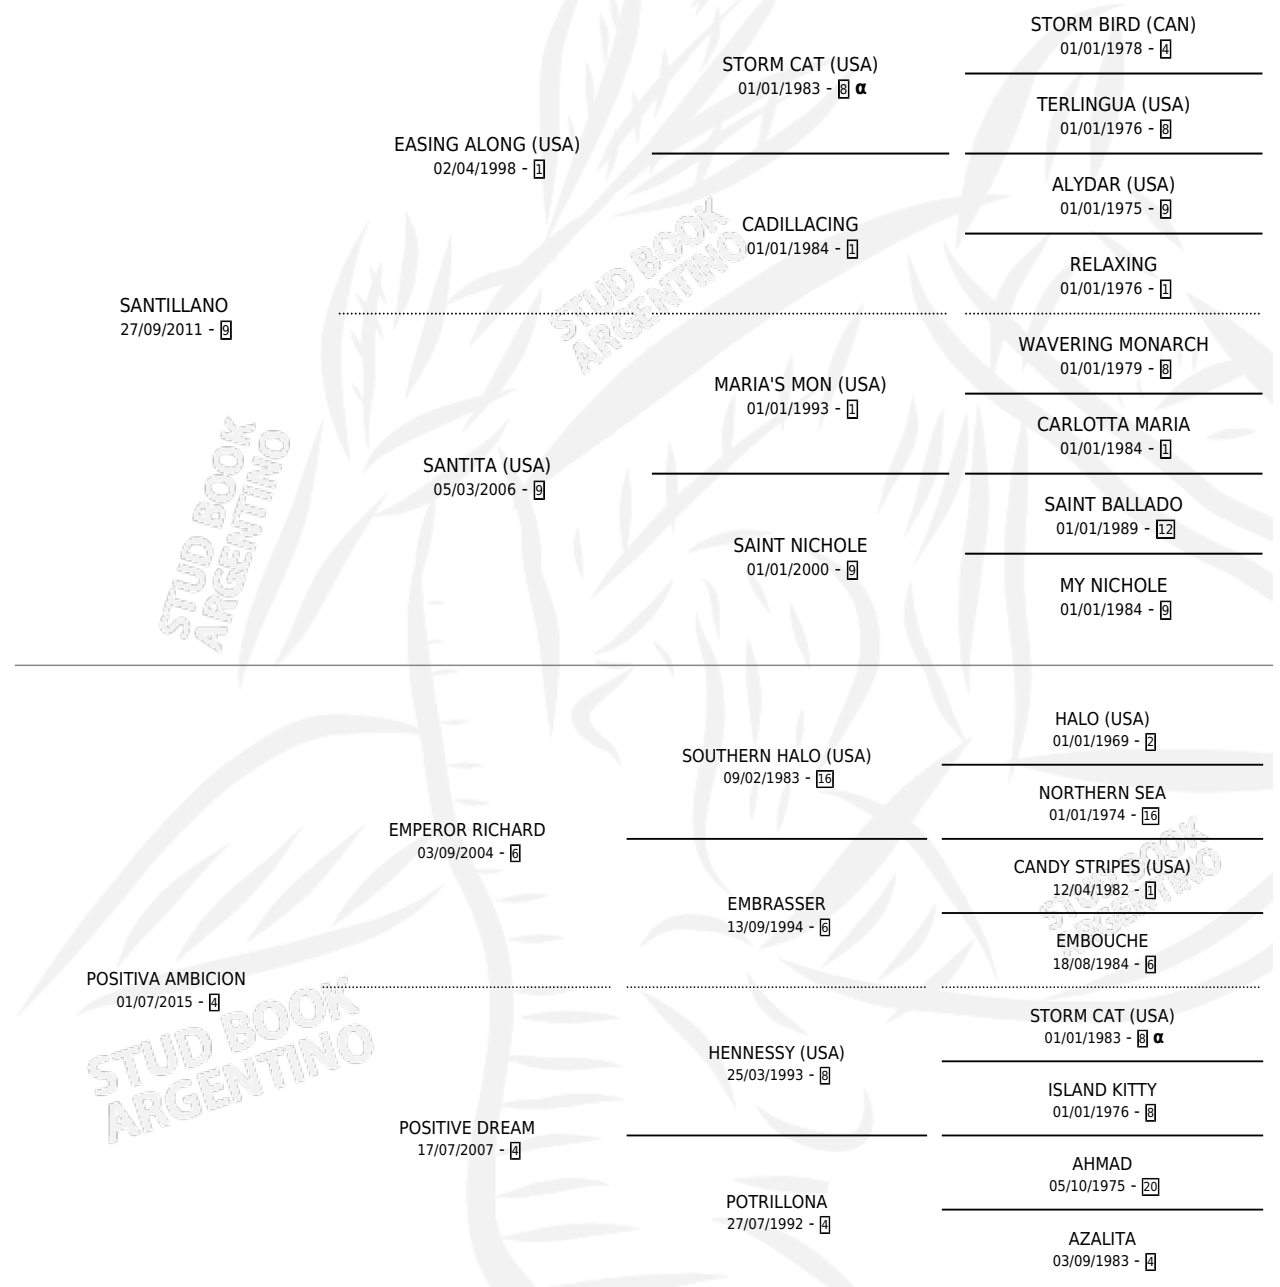 STORM BIRD (CAN)
01/01/1978 - 4
STORM CAT (USA)
01/01/1983 - 8 α
TERLINGUA (USA)
01/01/1976 - 8
EASING ALONG (USA)
02/04/1998 - 1
ALYDAR (USA)
01/01/1975 - 9
CADILLACING
01/01/1984 - 1
RELAXING
01/01/1976 - 1
SANTILLANO
27/09/2011 - 9
WAVERING MONARCH
01/01/1979 - 8
MARIA'S MON (USA)
01/01/1993 - 1
CARLOTTA MARIA
01/01/1984 - 1
SANTITA (USA)
05/03/2006 - 9
SAINT BALLADO
01/01/1989 - 12
SAINT NICHOLE
01/01/2000 - 9
MY NICHOLE
01/01/1984 - 9
HALO (USA)
01/01/1969 - 2
SOUTHERN HALO (USA)
09/02/1983 - 16
NORTHERN SEA
01/01/1974 - 16
EMPEROR RICHARD
03/09/2004 - 6
CANDY STRIPES (USA)
12/04/1982 - 1
EMBRASSER
13/09/1994 - 6
EMBOUCHE
18/08/1984 - 6
POSITIVA AMBICION
01/07/2015 - 4
STORM CAT (USA)
01/01/1983 - 8 α
HENNESSY (USA)
25/03/1993 - 8
ISLAND KITTY
01/01/1976 - 8
POSITIVE DREAM
17/07/2007 - 4
AHMAD
05/10/1975 - 20
POTRILLONA
27/07/1992 - 4
AZALITA
03/09/1983 - 4
STUD BOOK
ARGENTINO
STUD BOOK
ARGENTINO
STUD BOOK
ARGENTINO
STUD BOOK
ARGENTINO